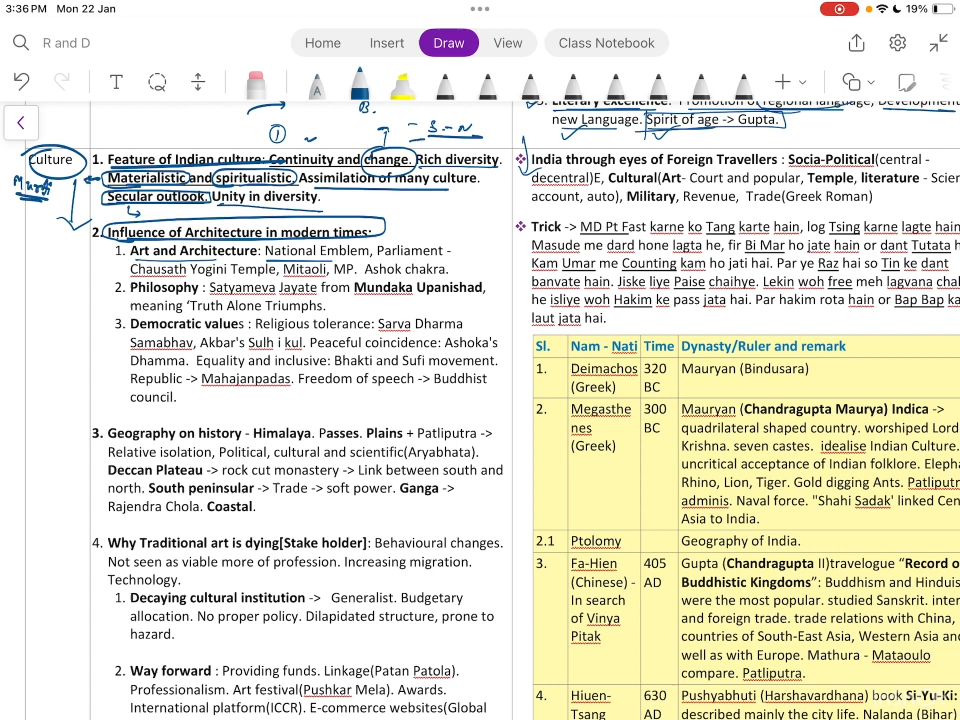 3:36 PM Mon 22 Jan
19%
R and D
Home Insert Draw View Class Notebook
T
A
B.
①
S-N
Literary Excellence: Promotion of regional language, Development
new Language. Spirit of age -> Gupta.
Culture
1. Feature of Indian culture: Continuity and change. Rich diversity.
Materialistic and spiritualistic. Assimilation of many culture.
Secular outlook. Unity in diversity.
2. Influence of Architecture in modern times:
1. Art and Architecture: National Emblem, Parliament -
Chausath Yogini Temple, Mitaoli, MP. Ashok chakra.
2. Philosophy : Satyameva Jayate from Mundaka Upanishad,
meaning ‘Truth Alone Triumphs.
3. Democratic values : Religious tolerance: Sarva Dharma
Samabhav, Akbar's Sulh i kul. Peaceful coincidence: Ashoka's
Dhamma. Equality and inclusive: Bhakti and Sufi movement.
Republic -> Mahajanpadas. Freedom of speech -> Buddhist
council.
3. Geography on history - Himalaya. Passes. Plains + Patliputra ->
Relative isolation, Political, cultural and scientific(Aryabhata).
Deccan Plateau -> rock cut monastery -> Link between south and
north. South peninsular -> Trade -> soft power. Ganga ->
Rajendra Chola. Coastal.
4. Why Traditional art is dying[Stake holder]: Behavioural changes.
Not seen as viable more of profession. Increasing migration.
Technology.
1. Decaying cultural institution -> Generalist. Budgetary
allocation. No proper policy. Dilapidated structure, prone to
hazard.
2. Way forward : Providing funds. Linkage(Patan Patola).
Professionalism. Art festival(Pushkar Mela). Awards.
International platform(ICCR). E-commerce websites(Global
❖ India through eyes of Foreign Travellers : Socia-Political(central -
decentral)E, Cultural(Art- Court and popular, Temple, literature - Scien
account, auto), Military, Revenue, Trade(Greek Roman)
❖ Trick -> MD Pt Fast karne ko Tang karte hain, log Tsing karne lagte hain
Masude me dard hone lagta he, fir Bi Mar ho jate hain or dant Tutata h
Kam Umar me Counting kam ho jati hai. Par ye Raz hai so Tin ke dant
banvate hain. Jiske liye Paise chaihye. Lekin woh free meh lagvana chal
he isliye woh Hakim ke pass jata hai. Par hakim rota hain or Bap Bap ka
laut jata hai.
Sl. Nam - Nati Time Dynasty/Ruler and remark
1. Deimachos 320 Mauryan (Bindusara)
(Greek) BC
2. Megasthe 300 Mauryan (Chandragupta Maurya) Indica ->
nes BC quadrilateral shaped country. worshiped Lord
(Greek) Krishna. seven castes. idealise Indian Culture.
uncritical acceptance of Indian folklore. Elepha
Rhino, Lion, Tiger. Gold digging Ants. Patliputr
adminis. Naval force. "Shahi Sadak' linked Cen
Asia to India.
2.1 Ptolomy Geography of India.
3. Fa-Hien 405 Gupta (Chandragupta II)travelogue “Record o
(Chinese) - AD Buddhistic Kingdoms”: Buddhism and Hinduis
In search were the most popular. studied Sanskrit. inter
of Vinya and foreign trade. trade relations with China,
Pitak countries of South-East Asia, Western Asia and
well as with Europe. Mathura - Mataoulo
compare. Patliputra.
4. Hiuen- 630 Pushyabhuti (Harshavardhana) book Si-Yu-Ki:
Tsang AD described mainly the city life. Nalanda (Bihar)